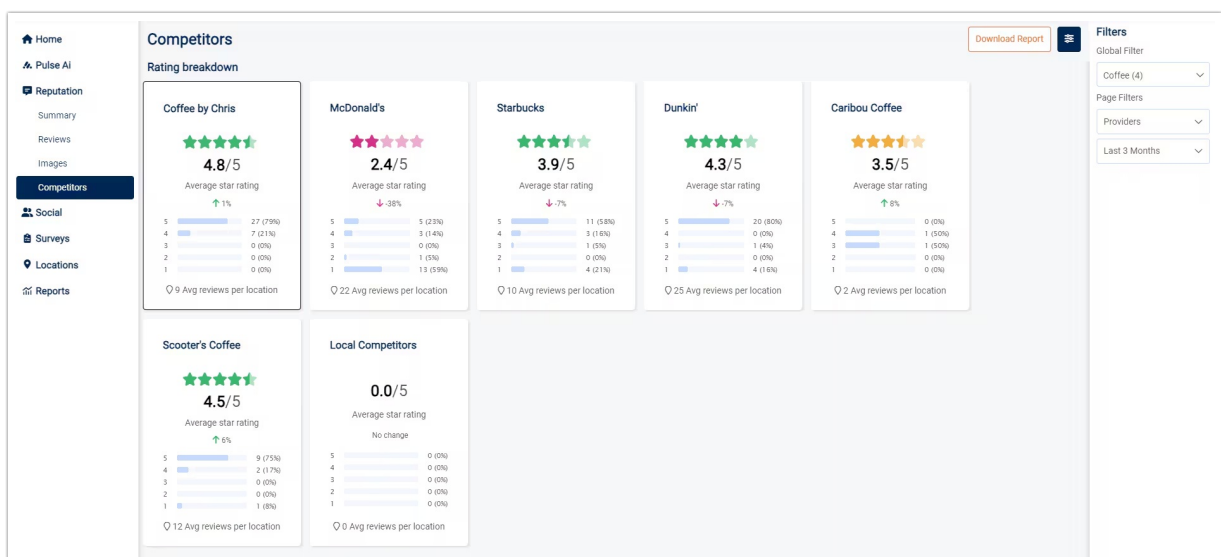 Home
Pulse Ai
Reputation
Summary
Reviews
Images
Competitors
Social
Surveys
Locations
Reports
Competitors
Download Report
Rating breakdown
Coffee by Chris
4.8/5
Average star rating
1%
5 27 (79%)
4 7 (21%)
3 0 (0%)
2 0 (0%)
1 0 (0%)
9 Avg reviews per location
McDonald's
2.4/5
Average star rating
-38%
5 5 (23%)
4 3 (14%)
3 0 (0%)
2 1 (5%)
1 13 (59%)
22 Avg reviews per location
Starbucks
3.9/5
Average star rating
-7%
5 11 (58%)
4 3 (16%)
3 1 (5%)
2 0 (0%)
1 4 (21%)
10 Avg reviews per location
Dunkin'
4.3/5
Average star rating
-7%
5 20 (80%)
4 0 (0%)
3 1 (4%)
2 0 (0%)
1 4 (16%)
25 Avg reviews per location
Caribou Coffee
3.5/5
Average star rating
8%
5 0 (0%)
4 1 (50%)
3 1 (50%)
2 0 (0%)
1 0 (0%)
2 Avg reviews per location
Scooter's Coffee
4.5/5
Average star rating
6%
5 9 (75%)
4 2 (17%)
3 0 (0%)
2 0 (0%)
1 1 (8%)
12 Avg reviews per location
Local Competitors
0.0/5
Average star rating
No change
5 0 (0%)
4 0 (0%)
3 0 (0%)
2 0 (0%)
1 0 (0%)
0 Avg reviews per location
Filters
Global Filter
Coffee (4)
Page Filters
Providers
Last 3 Months